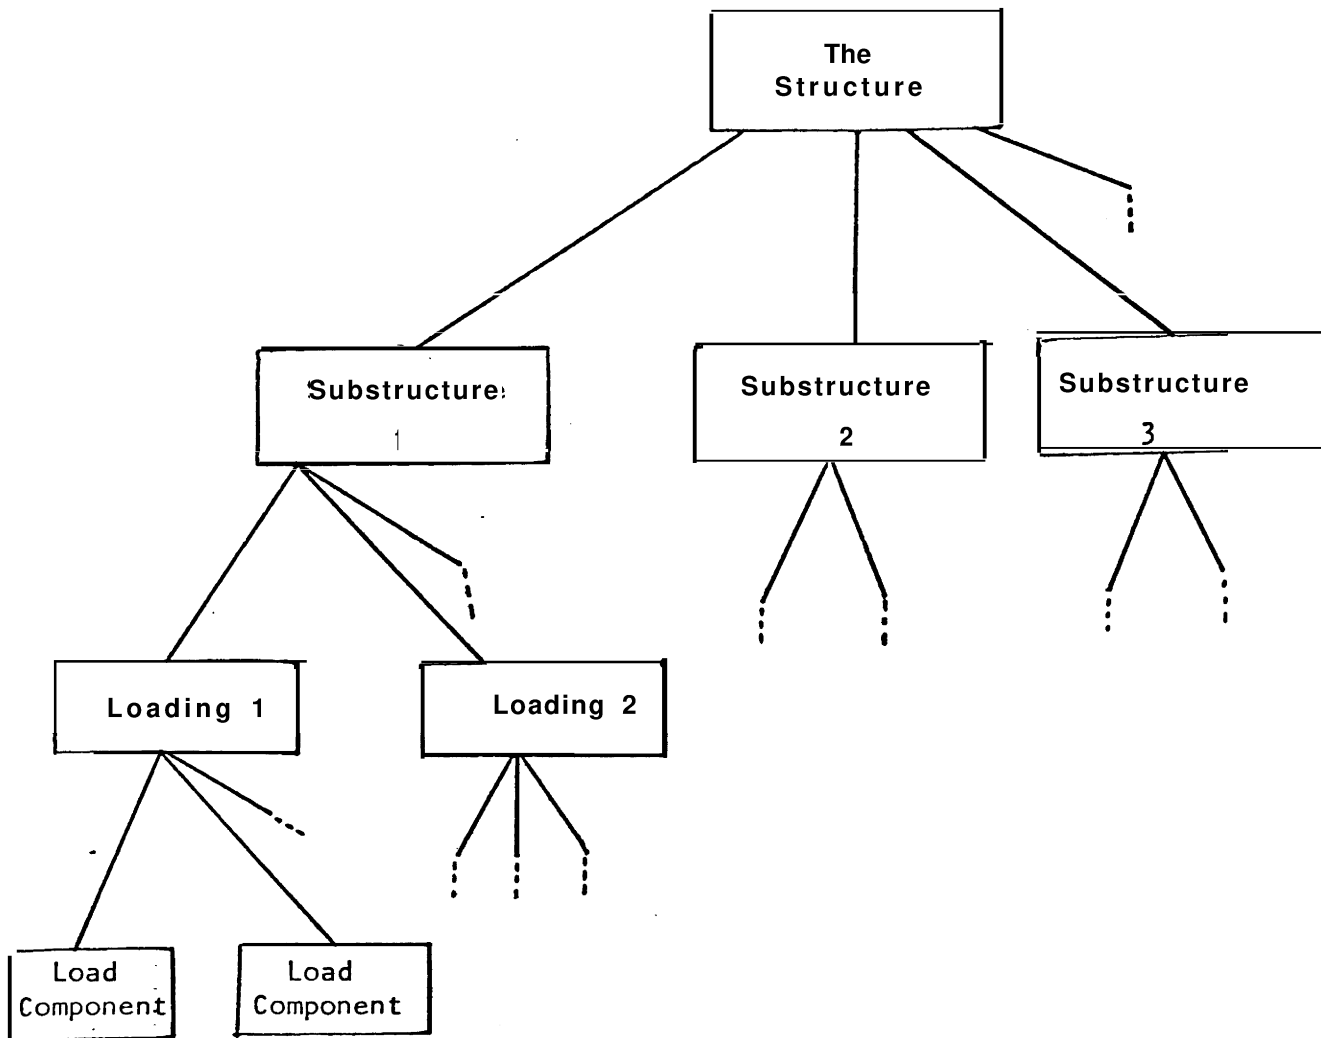 The
Structure
Substructure
1
Substructure
2
Substructure
3
Loading 1
Loading 2
Load
Component
Load
Component